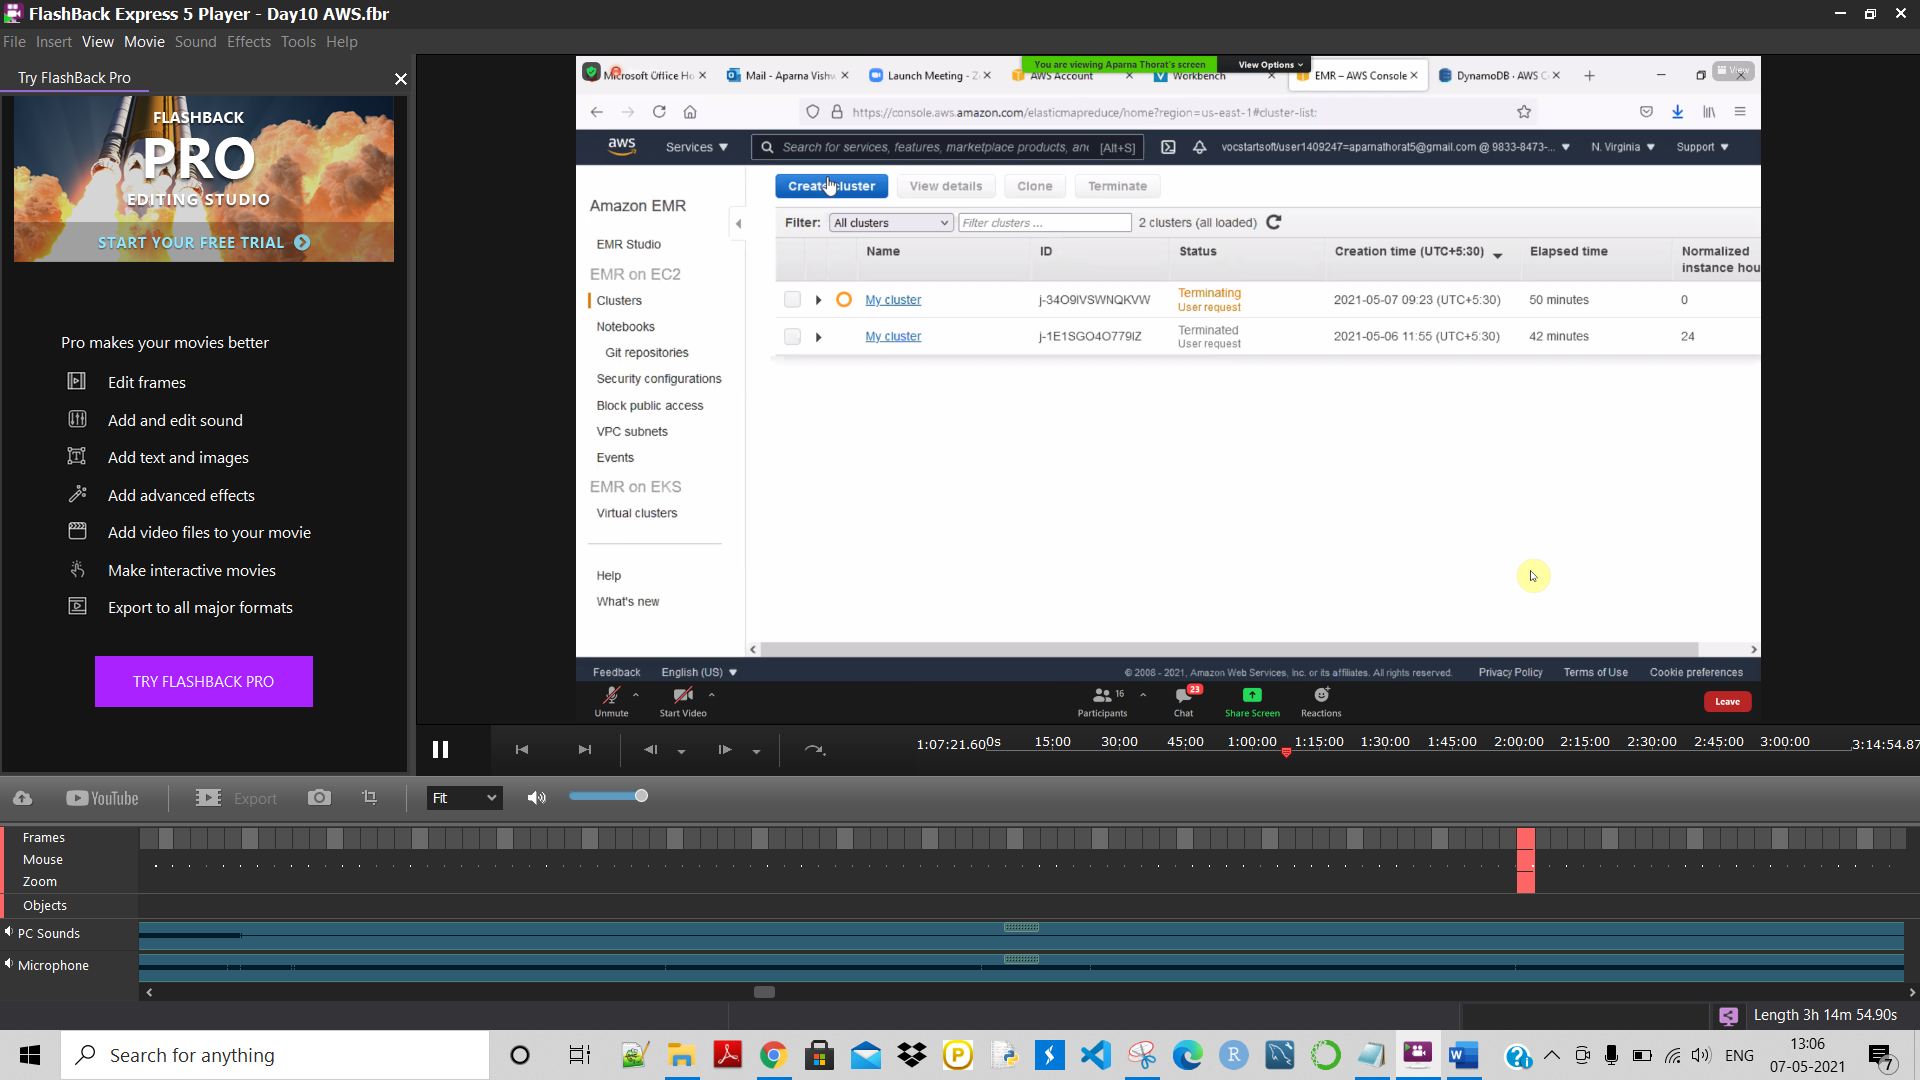 FlashBack Express 5 Player - Day10 AWS.fbr
File Insert View Movie Sound Effects Tools Help
Try FlashBack Pro
FLASHBACK
PRO
EDITING STUDIO
START YOUR FREE TRIAL
Pro makes your movies better
Edit frames
Add and edit sound
Add text and images
Add advanced effects
Add video files to your movie
Make interactive movies
Export to all major formats
TRY FLASHBACK PRO
You are viewing Aparna Thorat's screen View Options
View
Microsoft Office Ho Mail - Aparna Vishw Launch Meeting - Z AWS Account Workbench EMR – AWS Console DynamoDB · AWS C
https://console.aws.amazon.com/elasticmapreduce/home?region=us-east-1#cluster-list:
aws Services Search for services, features, marketplace products, an [Alt+S] vocstartsoft/user1409247=aparnathorat5@gmail.com @ 9833-8473-... N. Virginia Support
Amazon EMR
EMR Studio
EMR on EC2
Clusters
Notebooks
Git repositories
Security configurations
Block public access
VPC subnets
Events
EMR on EKS
Virtual clusters
Help
What's new
Create cluster View details Clone Terminate
Filter: All clusters Filter clusters ... 2 clusters (all loaded)
Name ID Status Creation time (UTC+5:30) Elapsed time Normalized
instance hou
My cluster j-34O9IVSWNQKVW Terminating 2021-05-07 09:23 (UTC+5:30) 50 minutes 0
User request
My cluster j-1E1SGO4O779IZ Terminated 2021-05-06 11:55 (UTC+5:30) 42 minutes 24
User request
Feedback English (US) © 2008 - 2021, Amazon Web Services, Inc. or its affiliates. All rights reserved. Privacy Policy Terms of Use Cookie preferences
16 23
Unmute Start Video Participants Chat Share Screen Reactions Leave
1:07:21.60 0s 15:00 30:00 45:00 1:00:00 1:15:00 1:30:00 1:45:00 2:00:00 2:15:00 2:30:00 2:45:00 3:00:00 3:14:54.87
YouTube Export Fit
Frames
Mouse
Zoom
Objects
PC Sounds
Microphone
Length 3h 14m 54.90s
Search for anything
ENG
13:06
07-05-2021
7